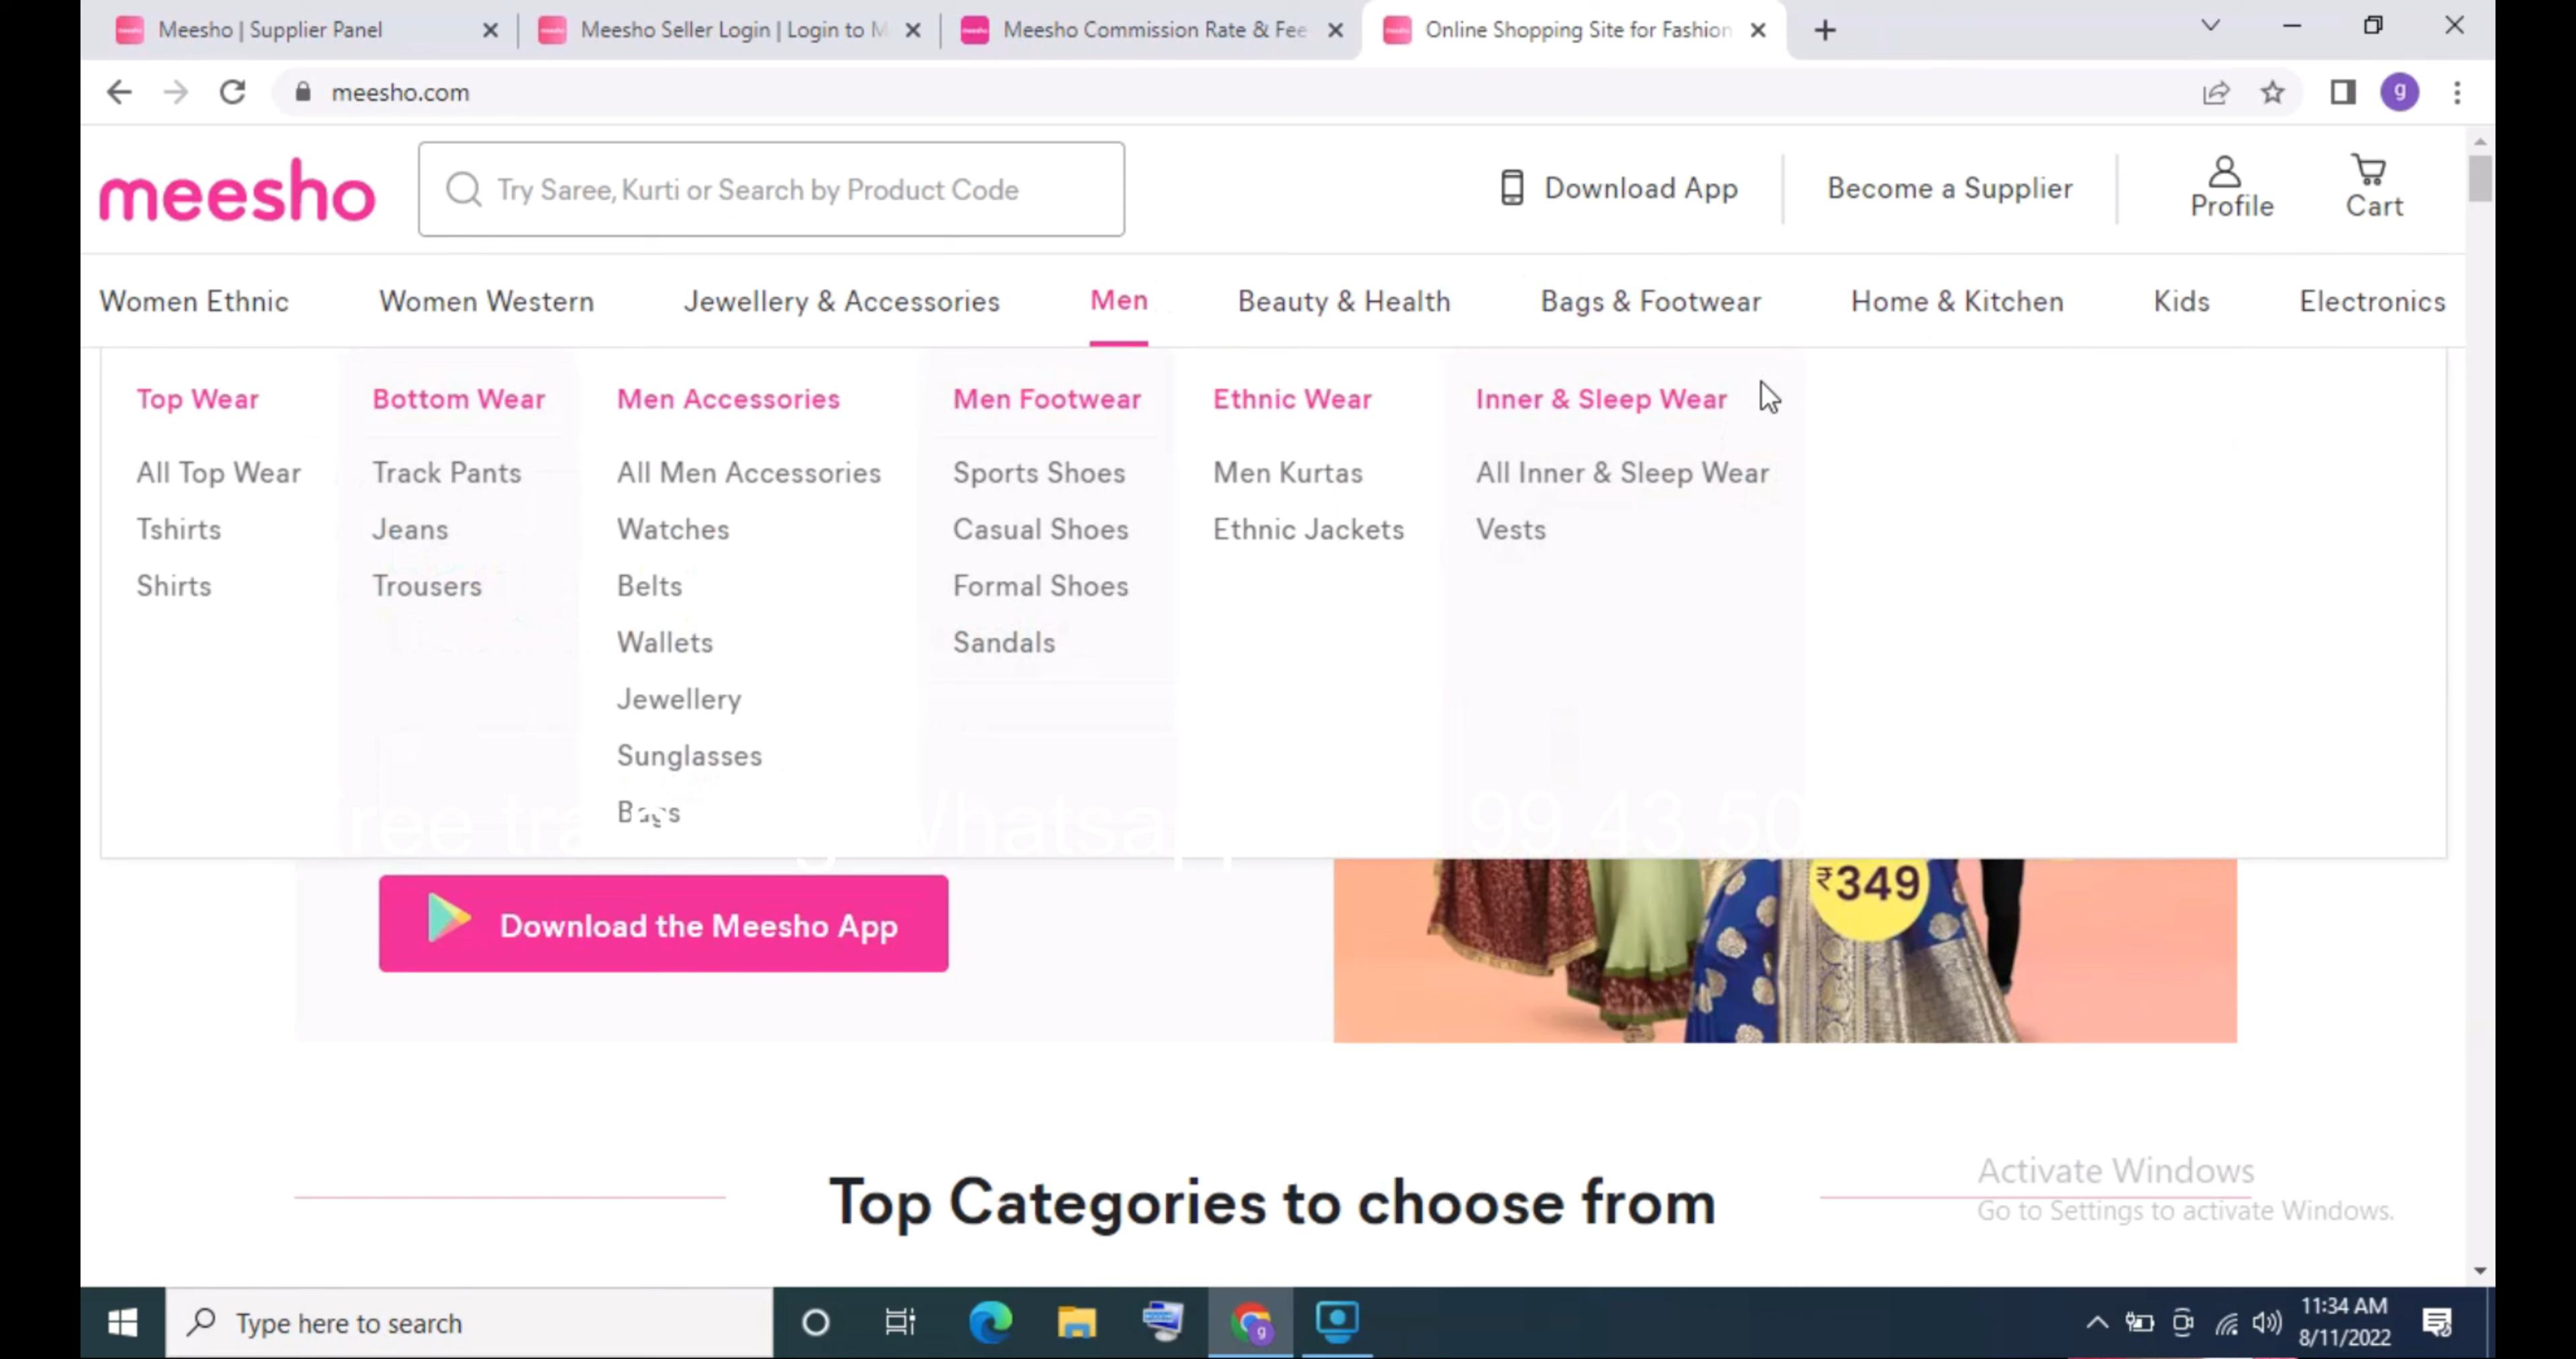 Meesho | Supplier Panel
Meesho Seller Login | Login to M
Meesho Commission Rate & Fee
Online Shopping Site for Fashion
meesho.com
g
meesho
Try Saree, Kurti or Search by Product Code
Download App
Become a Supplier
Profile
Cart
Women Ethnic
Women Western
Jewellery & Accessories
Men
Beauty & Health
Bags & Footwear
Home & Kitchen
Kids
Electronics
Top Wear
All Top Wear
Tshirts
Shirts
Bottom Wear
Track Pants
Jeans
Trousers
Men Accessories
All Men Accessories
Watches
Belts
Wallets
Jewellery
Sunglasses
Bags
Men Footwear
Sports Shoes
Casual Shoes
Formal Shoes
Sandals
Ethnic Wear
Men Kurtas
Ethnic Jackets
Inner & Sleep Wear
All Inner & Sleep Wear
Vests
99 43 50
Download the Meesho App
₹349
Top Categories to choose from
Activate Windows
Go to Settings to activate Windows.
Type here to search
11:34 AM
8/11/2022